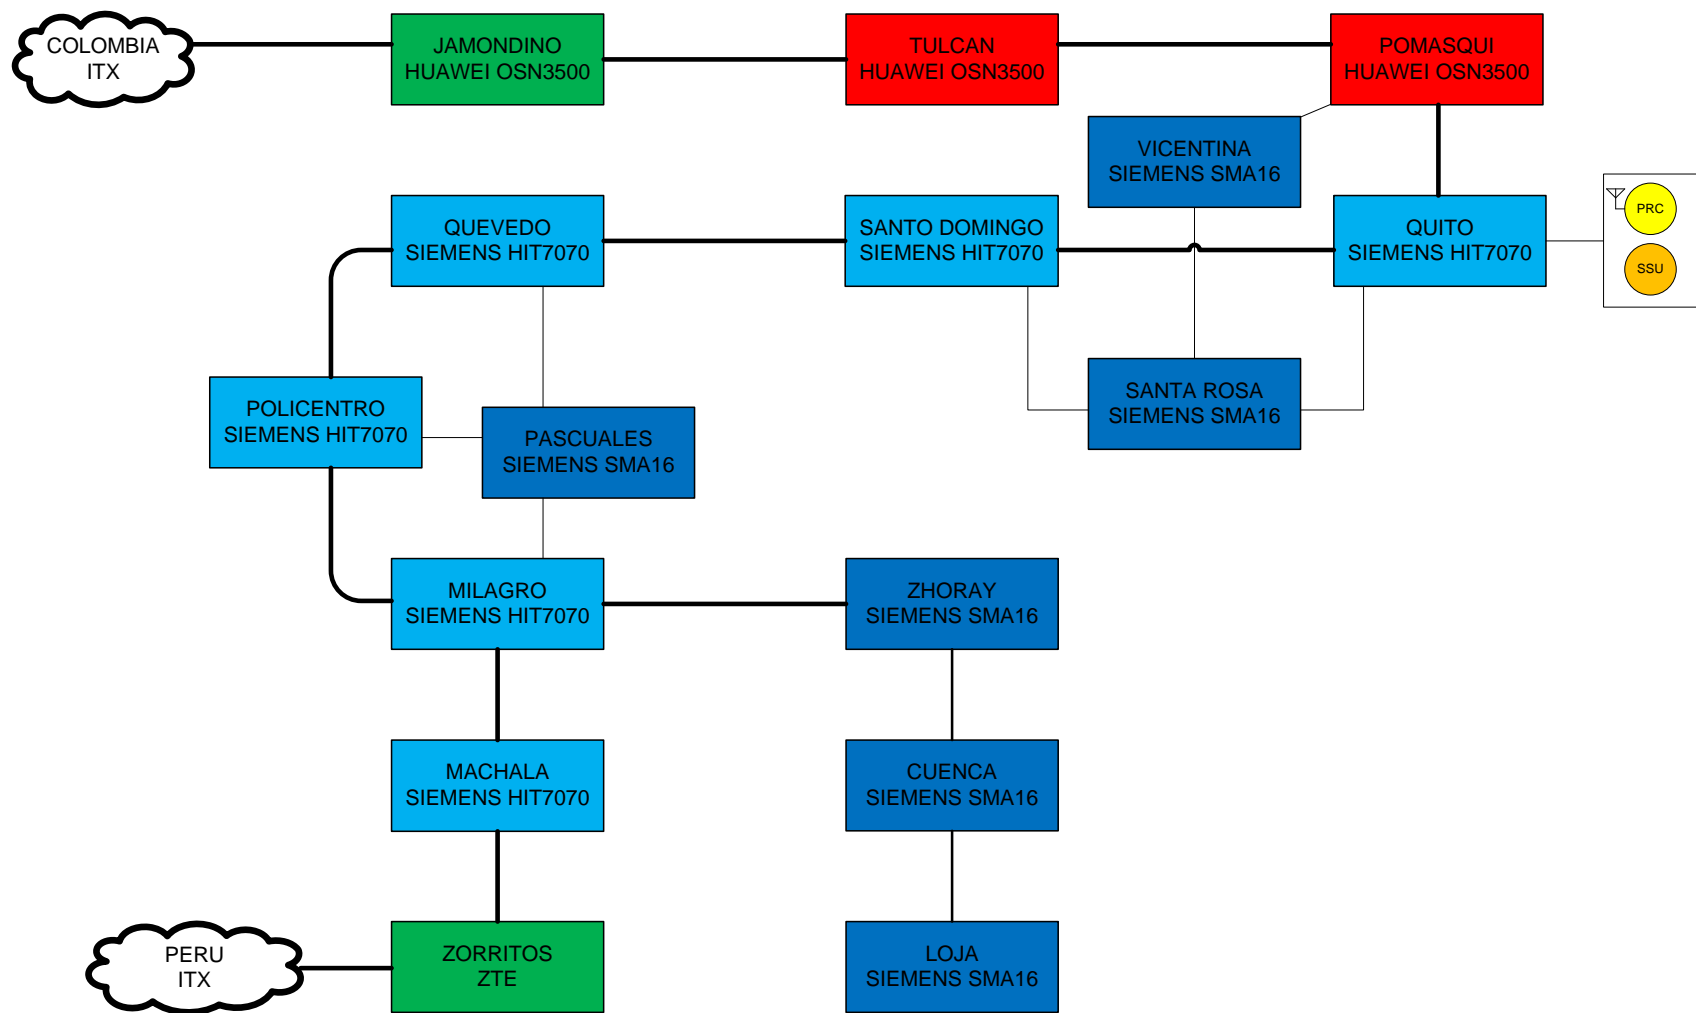 COLOMBIA
ITX
JAMONDINO
HUAWEI OSN3500
TULCAN
HUAWEI OSN3500
POMASQUI
HUAWEI OSN3500
VICENTINA
SIEMENS SMA16
QUEVEDO
SIEMENS HIT7070
SANTO DOMINGO
SIEMENS HIT7070
QUITO
SIEMENS HIT7070
PRC
SSU
POLICENTRO
SIEMENS HIT7070
PASCUALES
SIEMENS SMA16
SANTA ROSA
SIEMENS SMA16
MILAGRO
SIEMENS HIT7070
ZHORAY
SIEMENS SMA16
MACHALA
SIEMENS HIT7070
CUENCA
SIEMENS SMA16
PERU
ITX
ZORRITOS
ZTE
LOJA
SIEMENS SMA16